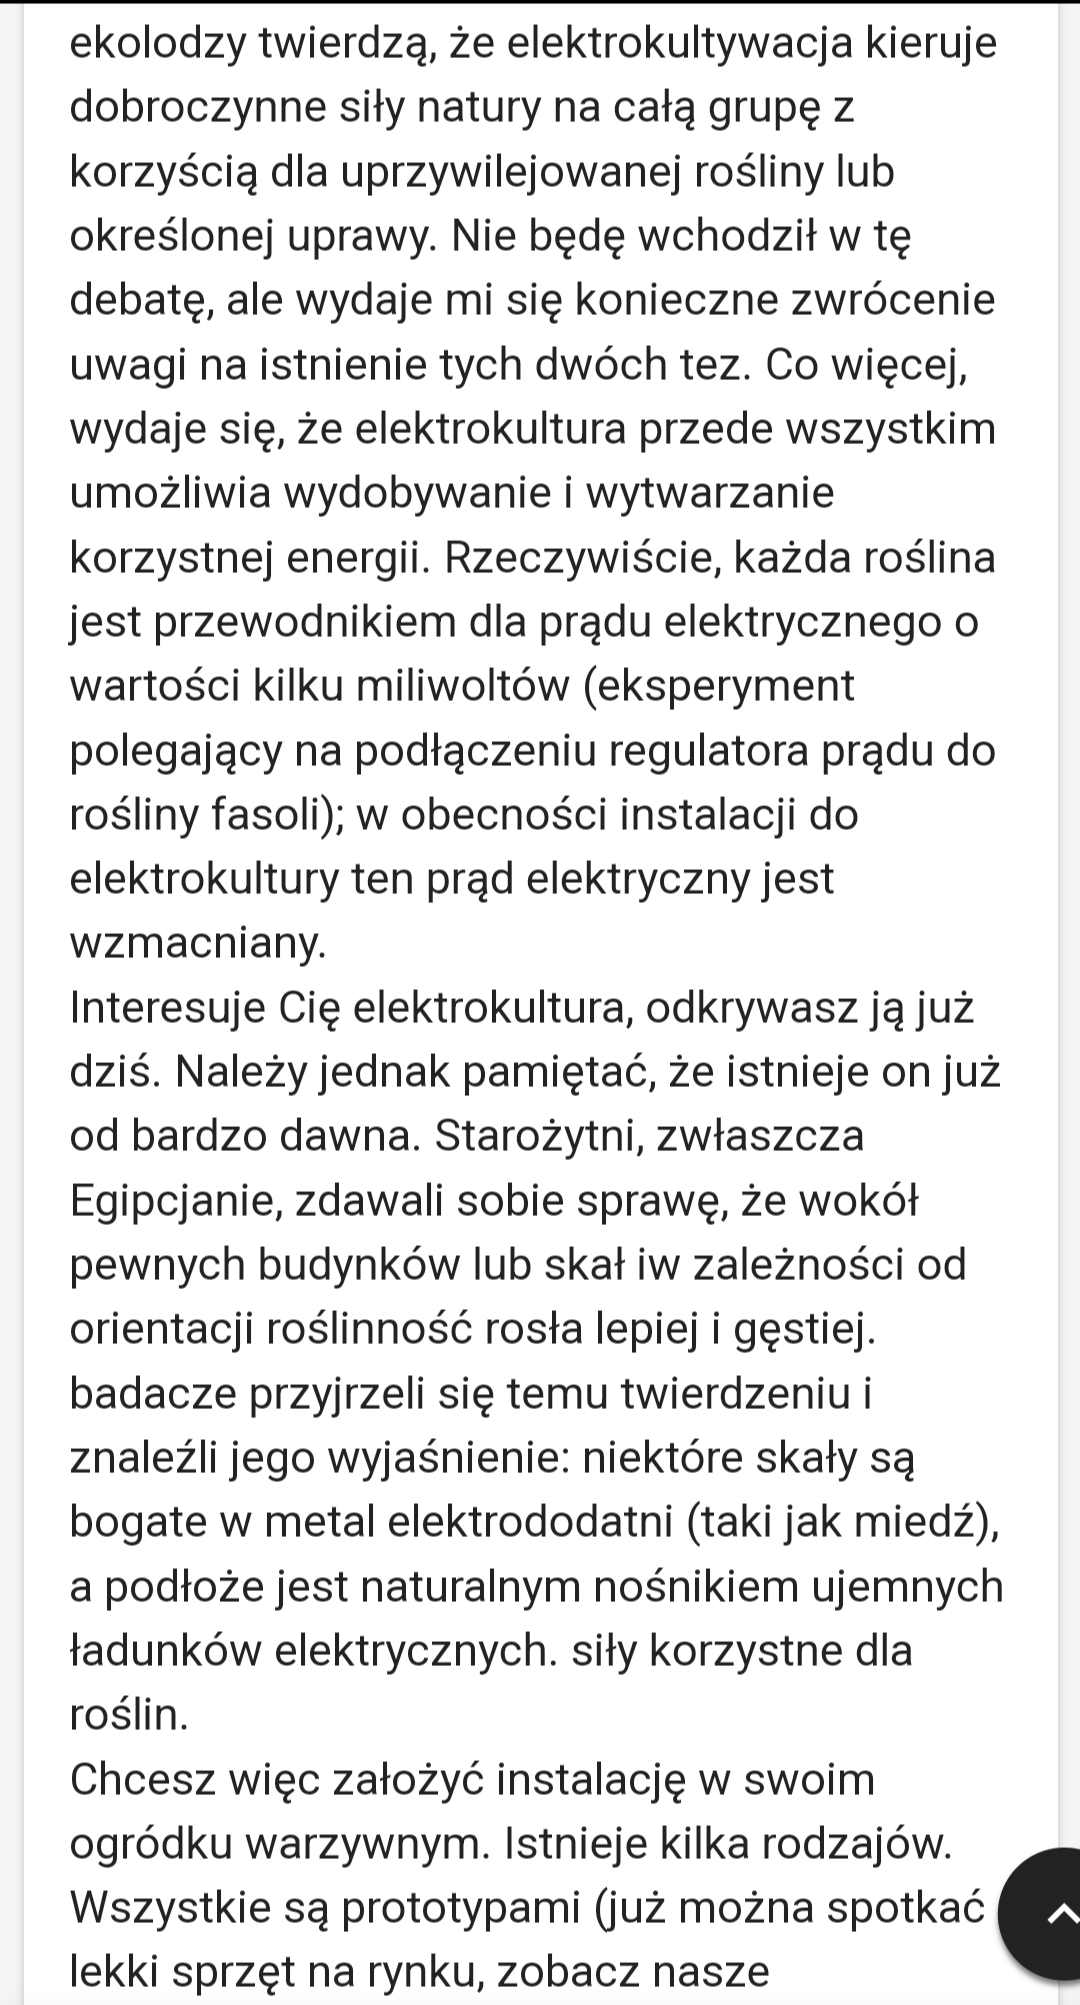 ekolodzy twierdzą, że elektrokultywacja kieruje
dobroczynne siły natury na całą grupę z
korzyścią dla uprzywilejowanej rośliny lub
określonej uprawy. Nie będę wchodził w tę
debatę, ale wydaje mi się konieczne zwrócenie
uwagi na istnienie tych dwóch tez. Co więcej,
wydaje się, że elektrokultura przede wszystkim
umożliwia wydobywanie i wytwarzanie
korzystnej energii. Rzeczywiście, każda roślina
jest przewodnikiem dla prądu elektrycznego o
wartości kilku miliwoltów (eksperyment
polegający na podłączeniu regulatora prądu do
rośliny fasoli); w obecności instalacji do
elektrokultury ten prąd elektryczny jest
wzmacniany.
Interesuje Cię elektrokultura, odkrywasz ją już
dziś. Należy jednak pamiętać, że istnieje on już
od bardzo dawna. Starożytni, zwłaszcza
Egipcjanie, zdawali sobie sprawę, że wokół
pewnych budynków lub skał iw zależności od
orientacji roślinność rosła lepiej i gęstiej.
badacze przyjrzeli się temu twierdzeniu i
znaleźli jego wyjaśnienie: niektóre skały są
bogate w metal elektrododatni (taki jak miedź),
a podłoże jest naturalnym nośnikiem ujemnych
ładunków elektrycznych. siły korzystne dla
roślin.
Chcesz więc założyć instalację w swoim
ogródku warzywnym. Istnieje kilka rodzajów.
Wszystkie są prototypami (już można spotkać
lekki sprzęt na rynku, zobacz nasze